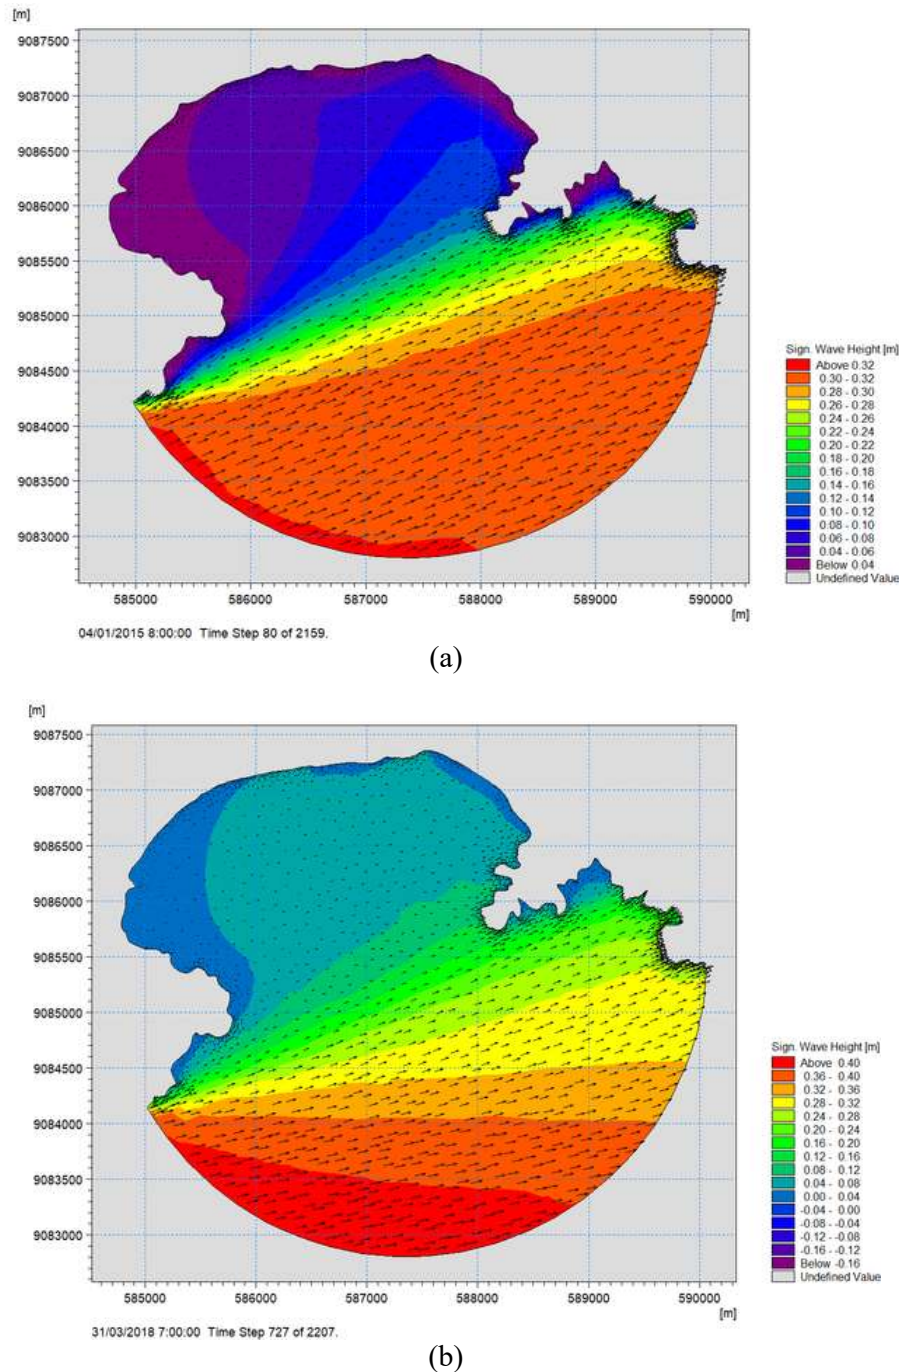 [m]
9087500
9087000
9086500
9086000
9085500
9085000
9084500
9084000
9083500
9083000
585000 586000 587000 588000 589000 590000
[m]
04/01/2015 8:00:00 Time Step 80 of 2159.
Sign. Wave Height [m]
Above 0.32
0.30 - 0.32
0.28 - 0.30
0.26 - 0.28
0.24 - 0.26
0.22 - 0.24
0.20 - 0.22
0.18 - 0.20
0.16 - 0.18
0.14 - 0.16
0.12 - 0.14
0.10 - 0.12
0.08 - 0.10
0.06 - 0.08
0.04 - 0.06
Below 0.04
Undefined Value
(a)
[m]
9087500
9087000
9086500
9086000
9085500
9085000
9084500
9084000
9083500
9083000
585000 586000 587000 588000 589000 590000
[m]
31/03/2018 7:00:00 Time Step 727 of 2207.
Sign. Wave Height [m]
Above 0.40
0.36 - 0.40
0.32 - 0.36
0.28 - 0.32
0.24 - 0.28
0.20 - 0.24
0.16 - 0.20
0.12 - 0.16
0.08 - 0.12
0.04 - 0.08
0.00 - 0.04
-0.04 - 0.00
-0.08 - -0.04
-0.12 - -0.08
-0.16 - -0.12
Below -0.16
Undefined Value
(b)